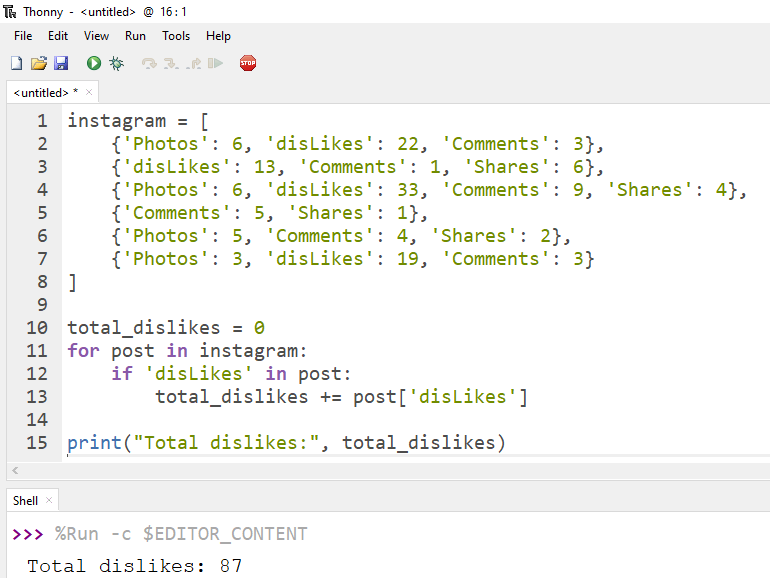 Thonny - <untitled> @ 16:1
File Edit View Run Tools Help
STOP
<untitled> * ×
1 instagram = [
2     {'Photos': 6, 'disLikes': 22, 'Comments': 3},
3     {'disLikes': 13, 'Comments': 1, 'Shares': 6},
4     {'Photos': 6, 'disLikes': 33, 'Comments': 9, 'Shares': 4},
5     {'Comments': 5, 'Shares': 1},
6     {'Photos': 5, 'Comments': 4, 'Shares': 2},
7     {'Photos': 3, 'disLikes': 19, 'Comments': 3}
8 ]
9
10 total_dislikes = 0
11 for post in instagram:
12     if 'disLikes' in post:
13         total_dislikes += post['disLikes']
14
15 print("Total dislikes:", total_dislikes)
Shell ×
>>> %Run -c $EDITOR_CONTENT
Total dislikes: 87